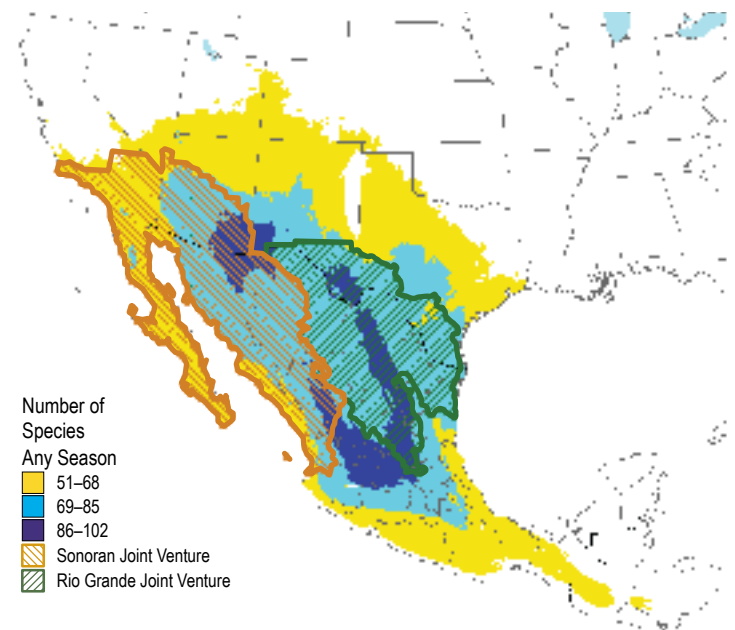 Number of
Species
Any Season
51–68
69–85
86–102
Sonoran Joint Venture
Rio Grande Joint Venture